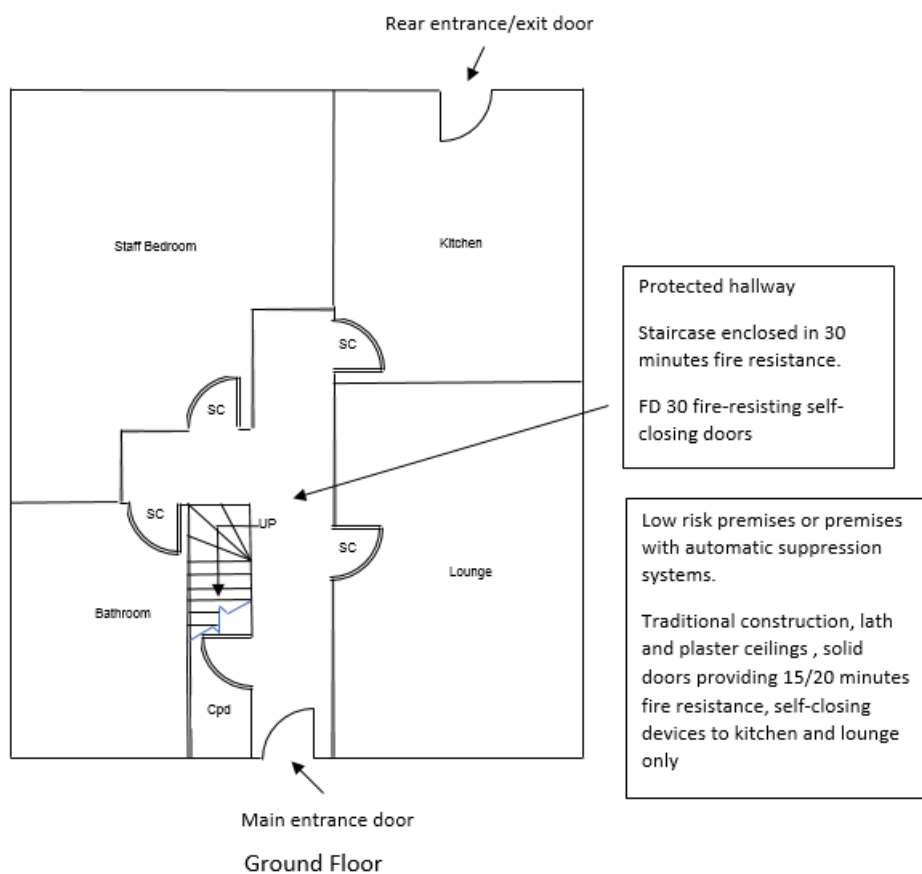 Rear entrance/exit door
Staff Bedroom
Kitchen
SC
SC
SC
UP
SC
Bathroom
Lounge
Cpd
Main entrance door
Ground Floor
Protected hallway
Staircase enclosed in 30
minutes fire resistance.
FD 30 fire-resisting self-
closing doors
Low risk premises or premises
with automatic suppression
systems.
Traditional construction, lath
and plaster ceilings , solid
doors providing 15/20 minutes
fire resistance, self-closing
devices to kitchen and lounge
only